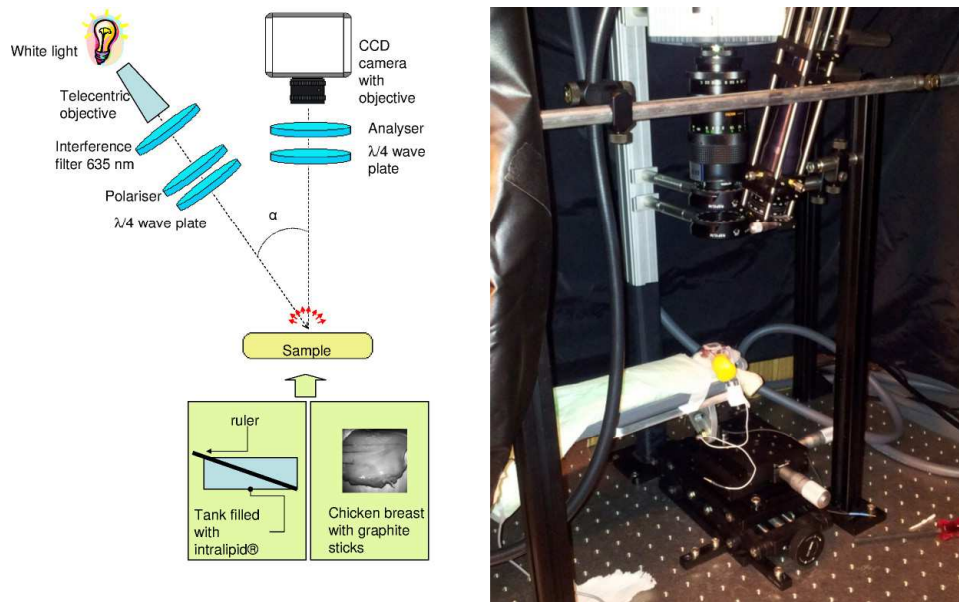 White light
Telecentric
objective
Interference
filter 635 nm
Polariser
λ/4 wave plate
α
CCD
camera
with
objective
Analyser
λ/4 wave
plate
Sample
ruler
Tank filled
with
intralipid®
Chicken breast
with graphite
sticks